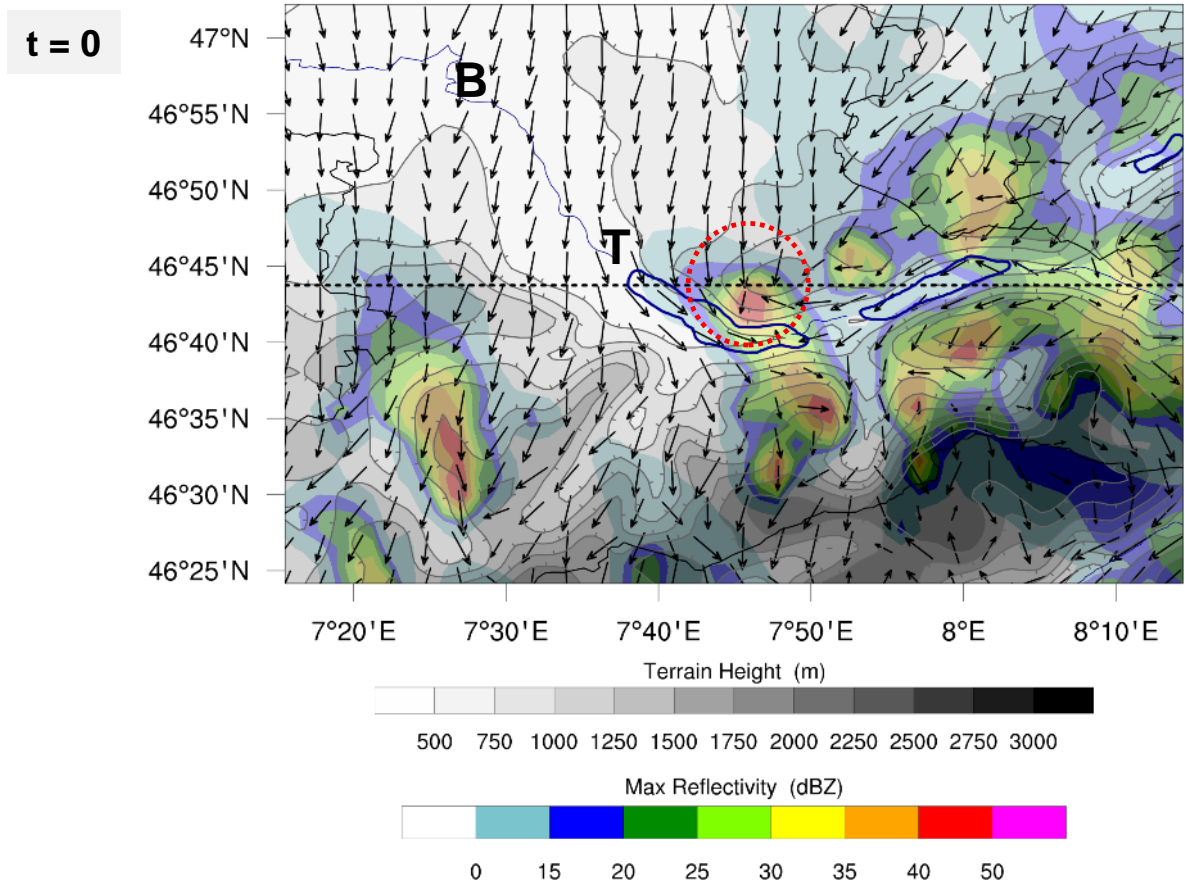 t = 0
47°N
46°55'N
46°50'N
46°45'N
46°40'N
46°35'N
46°30'N
46°25'N
B
T
7°20'E 7°30'E 7°40'E 7°50'E 8°E 8°10'E
Terrain Height (m)
500 750 1000 1250 1500 1750 2000 2250 2500 2750 3000
Max Reflectivity (dBZ)
0 15 20 25 30 35 40 50